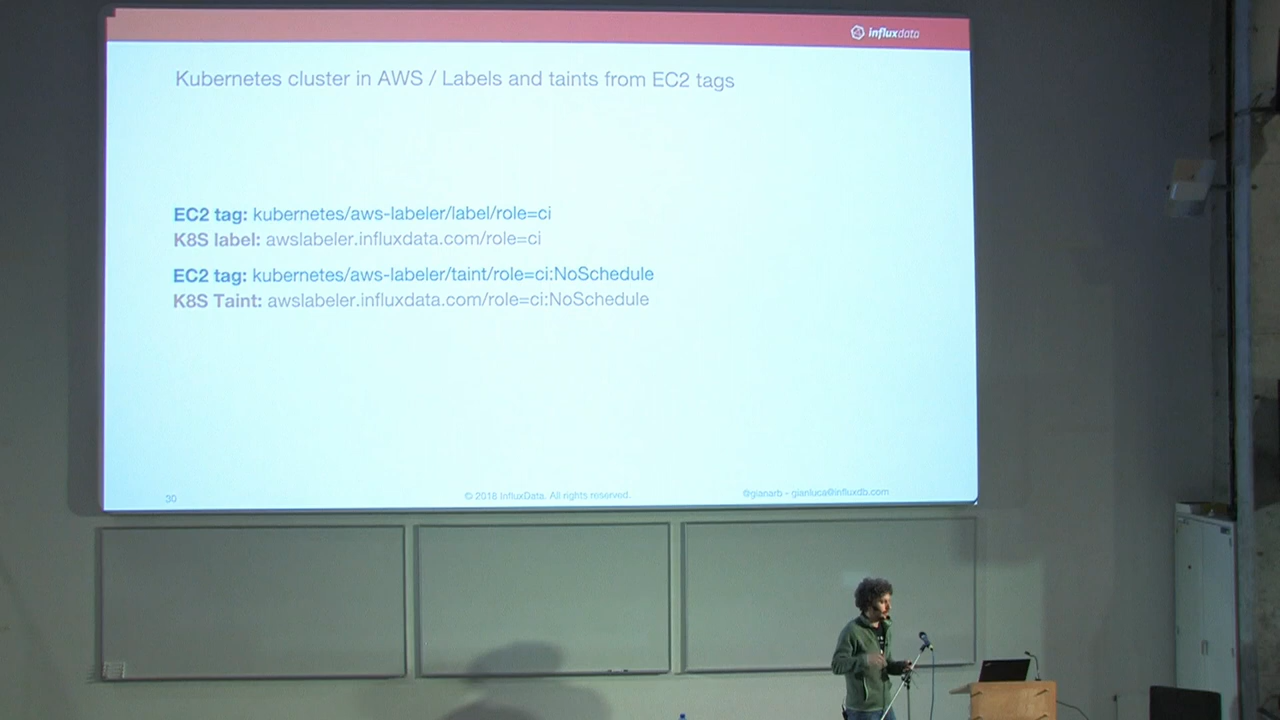 influxdata
Kubernetes cluster in AWS / Labels and taints from EC2 tags
EC2 tag: kubernetes/aws-labeler/label/role=ci
K8S label: awslabeler.influxdata.com/role=ci
EC2 tag: kubernetes/aws-labeler/taint/role=ci:NoSchedule
K8S Taint: awslabeler.influxdata.com/role=ci:NoSchedule
30
© 2018 InfluxData. All rights reserved.
@gianarb - gianluca@influxdb.com